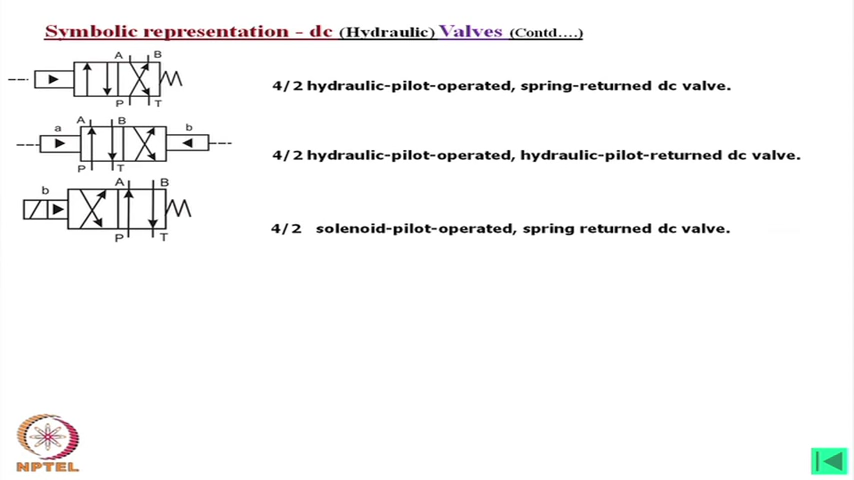 Symbolic representation - dc (Hydraulic) Valves (Contd….)
A B
P T
4/2 hydraulic-pilot-operated, spring-returned dc valve.
a A B b
P T
4/2 hydraulic-pilot-operated, hydraulic-pilot-returned dc valve.
b A B
P T
4/2 solenoid-pilot-operated, spring returned dc valve.
NPTEL